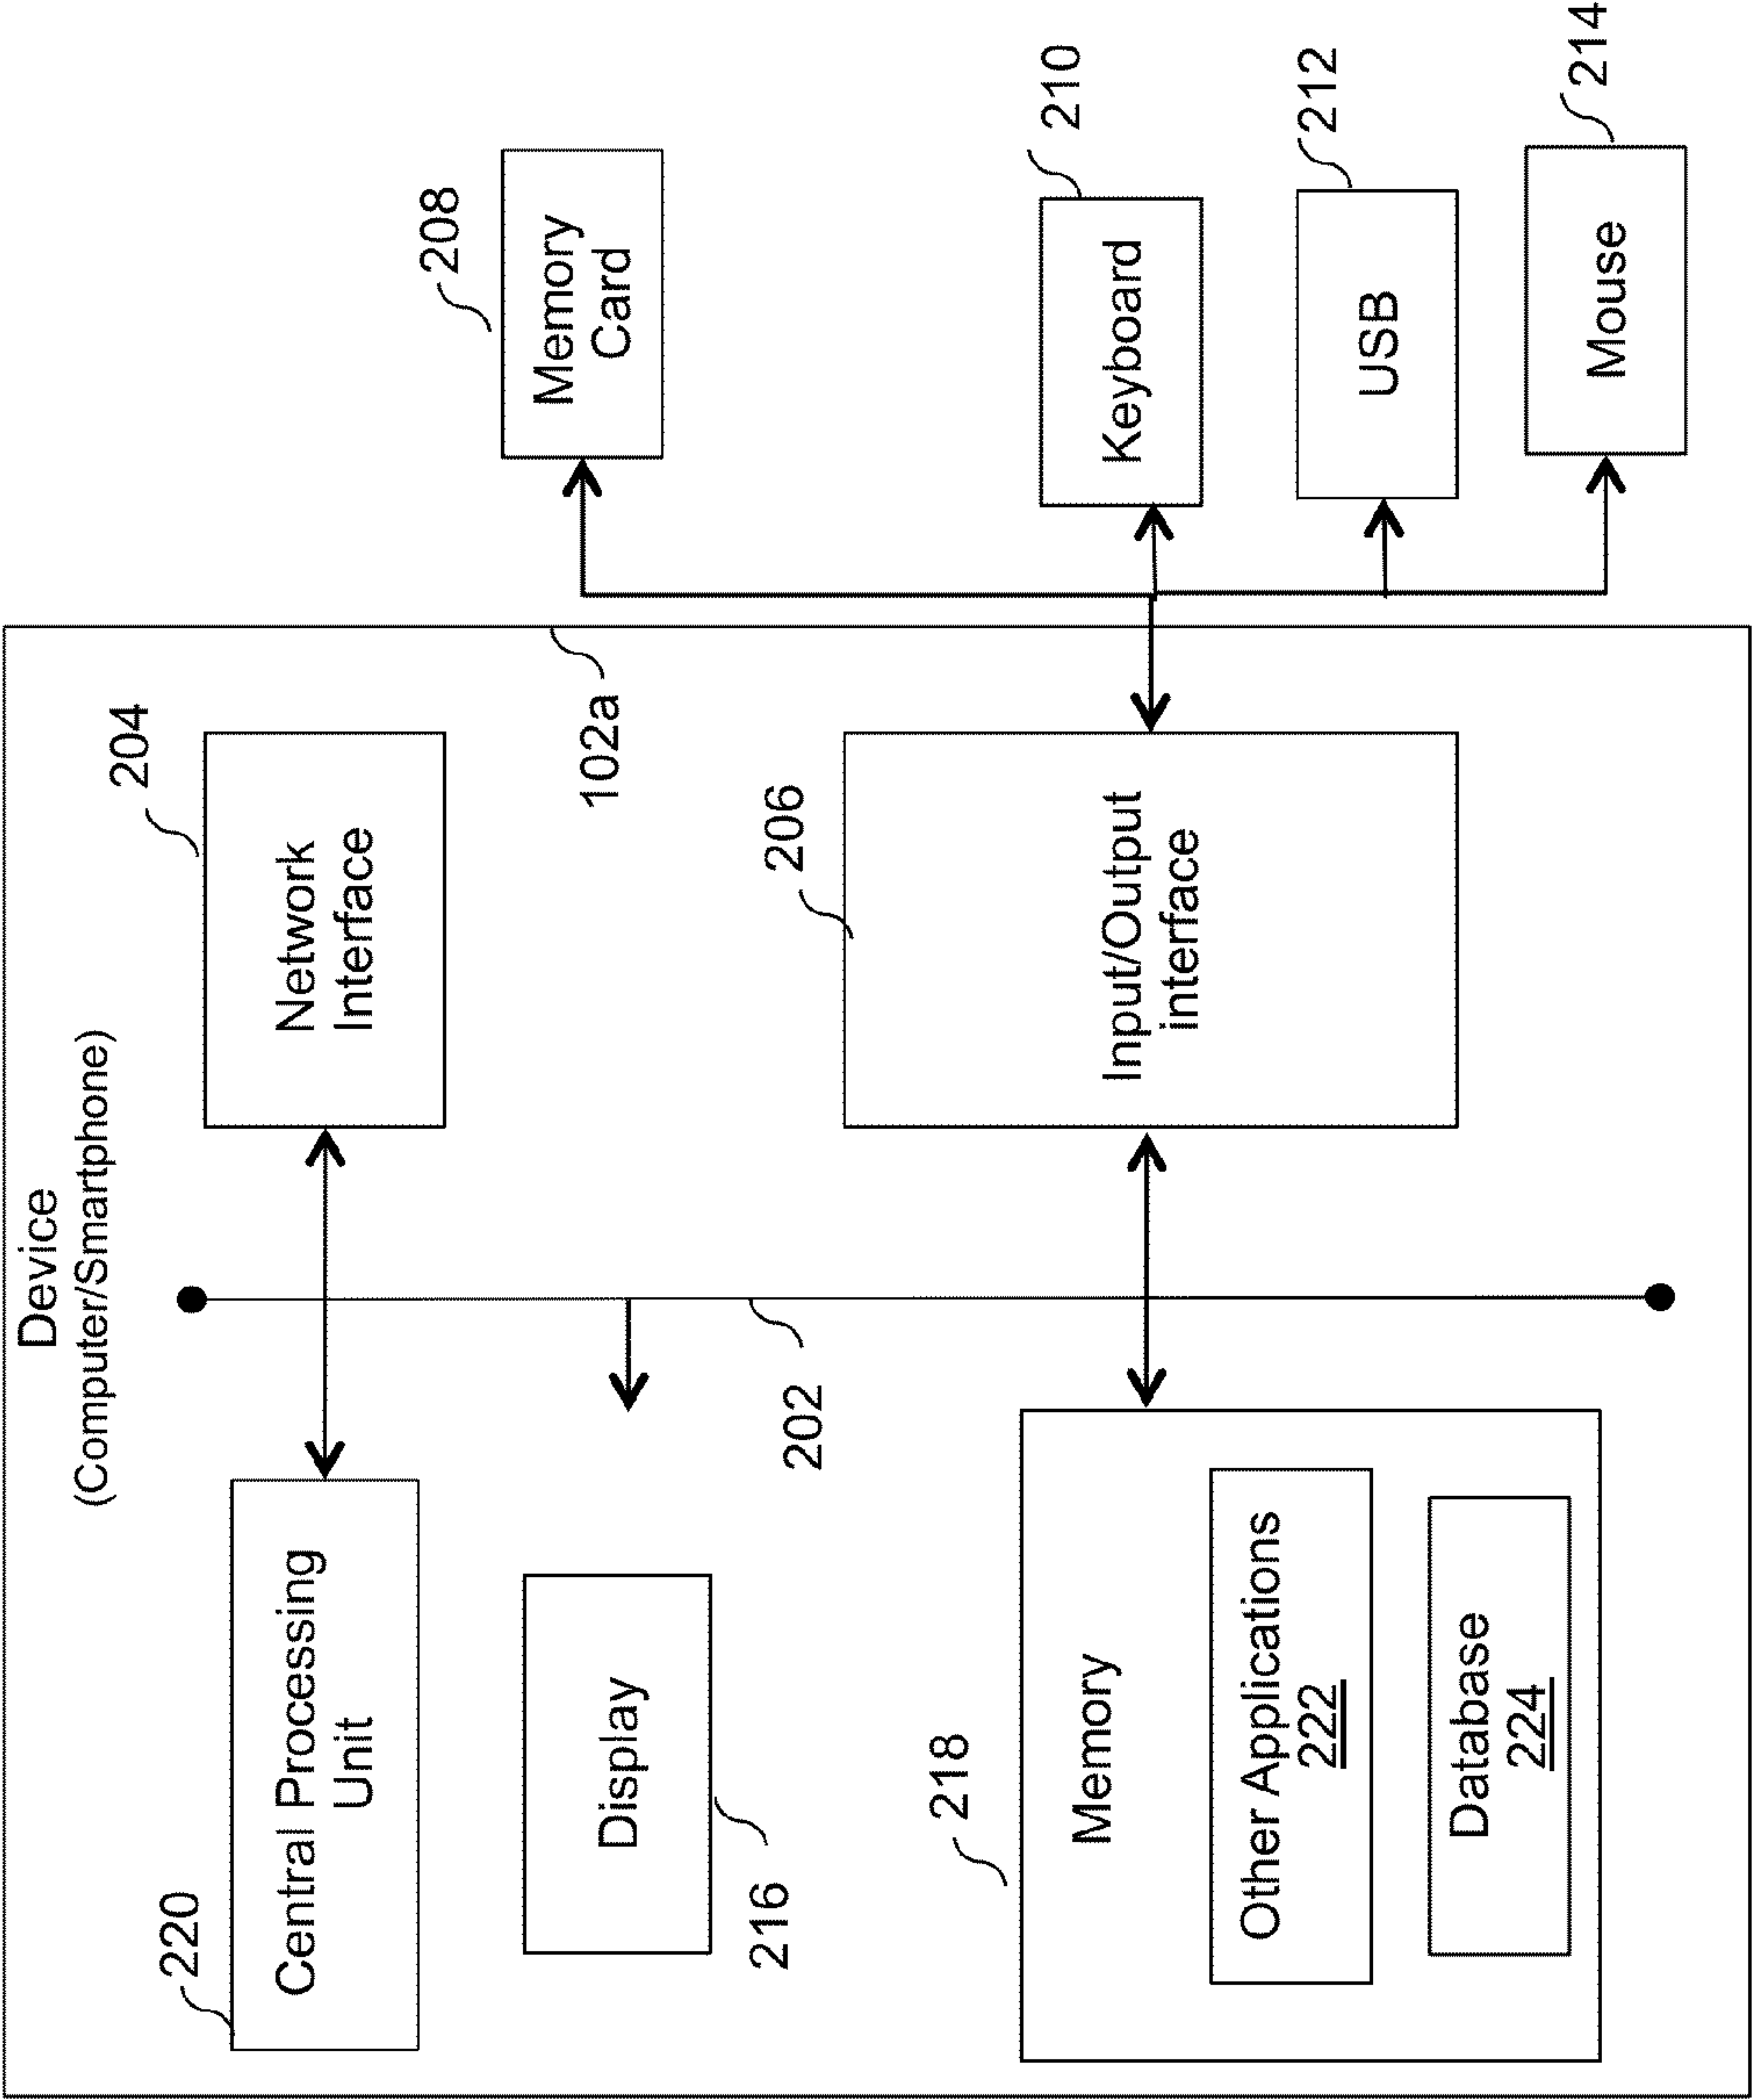 Device
(Computer/Smartphone)
220
Central Processing
Unit
204
Network
Interface
Display
216
102a
208
Memory
Card
202
206
Input/Output
interface
218
Memory
Other Applications
222
Database
224
210
Keyboard
212
USB
214
Mouse